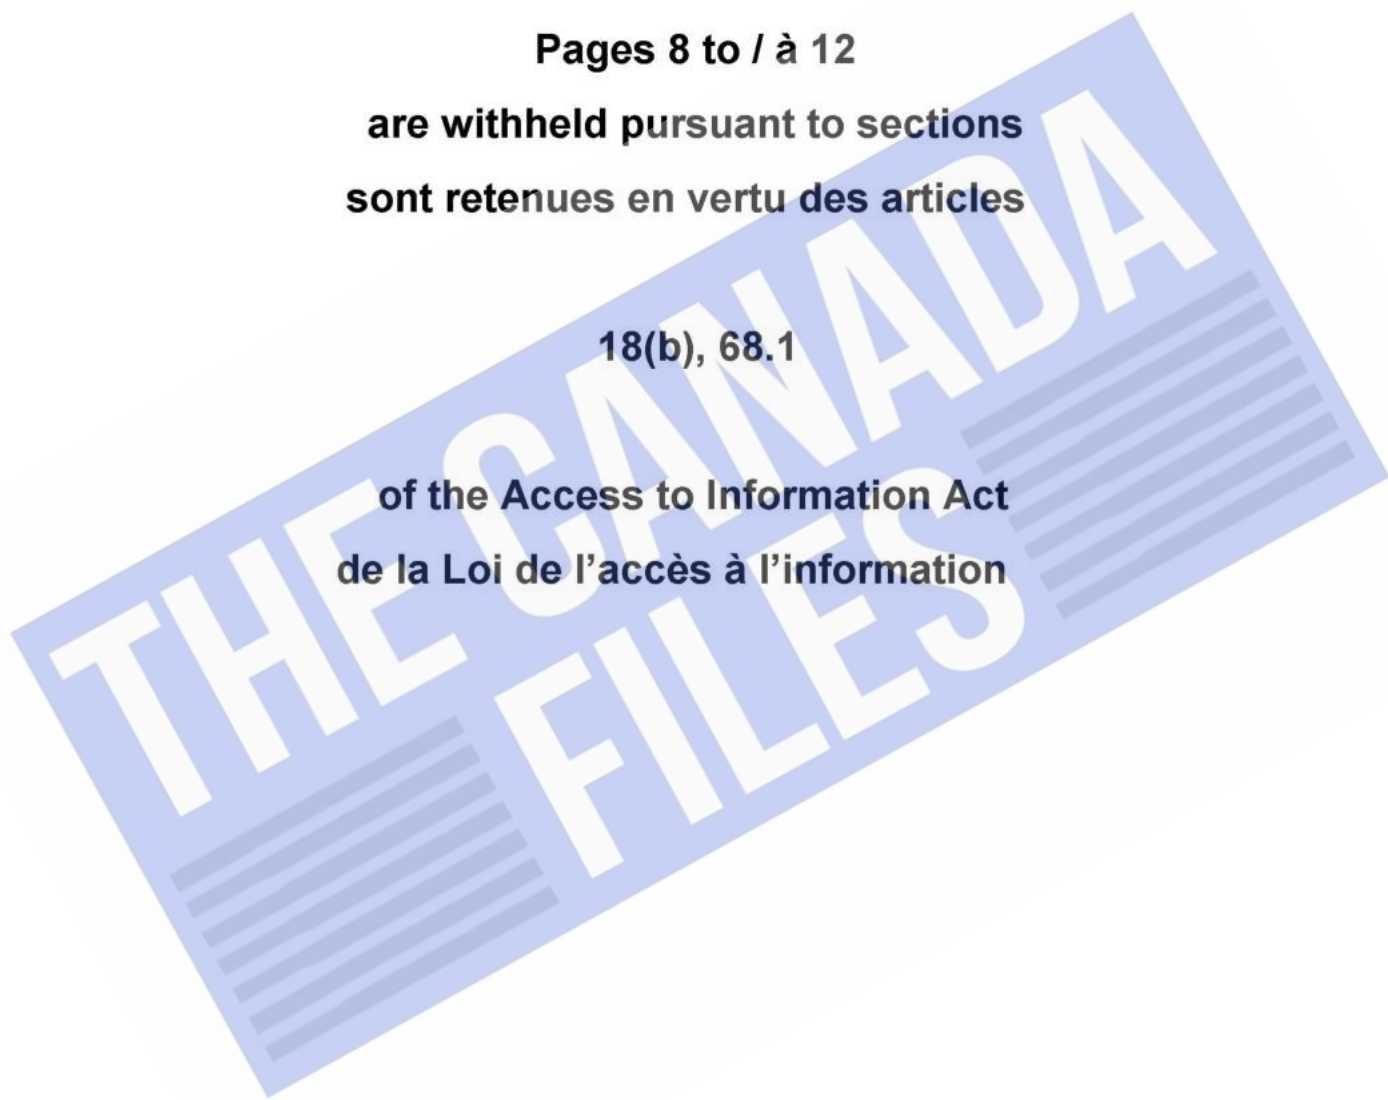 Pages 8 to / à 12
are withheld pursuant to sections
sont retenues en vertu des articles
18(b), 68.1
of the Access to Information Act
de la Loi de l’accès à l’information
THE CANADA
FILES